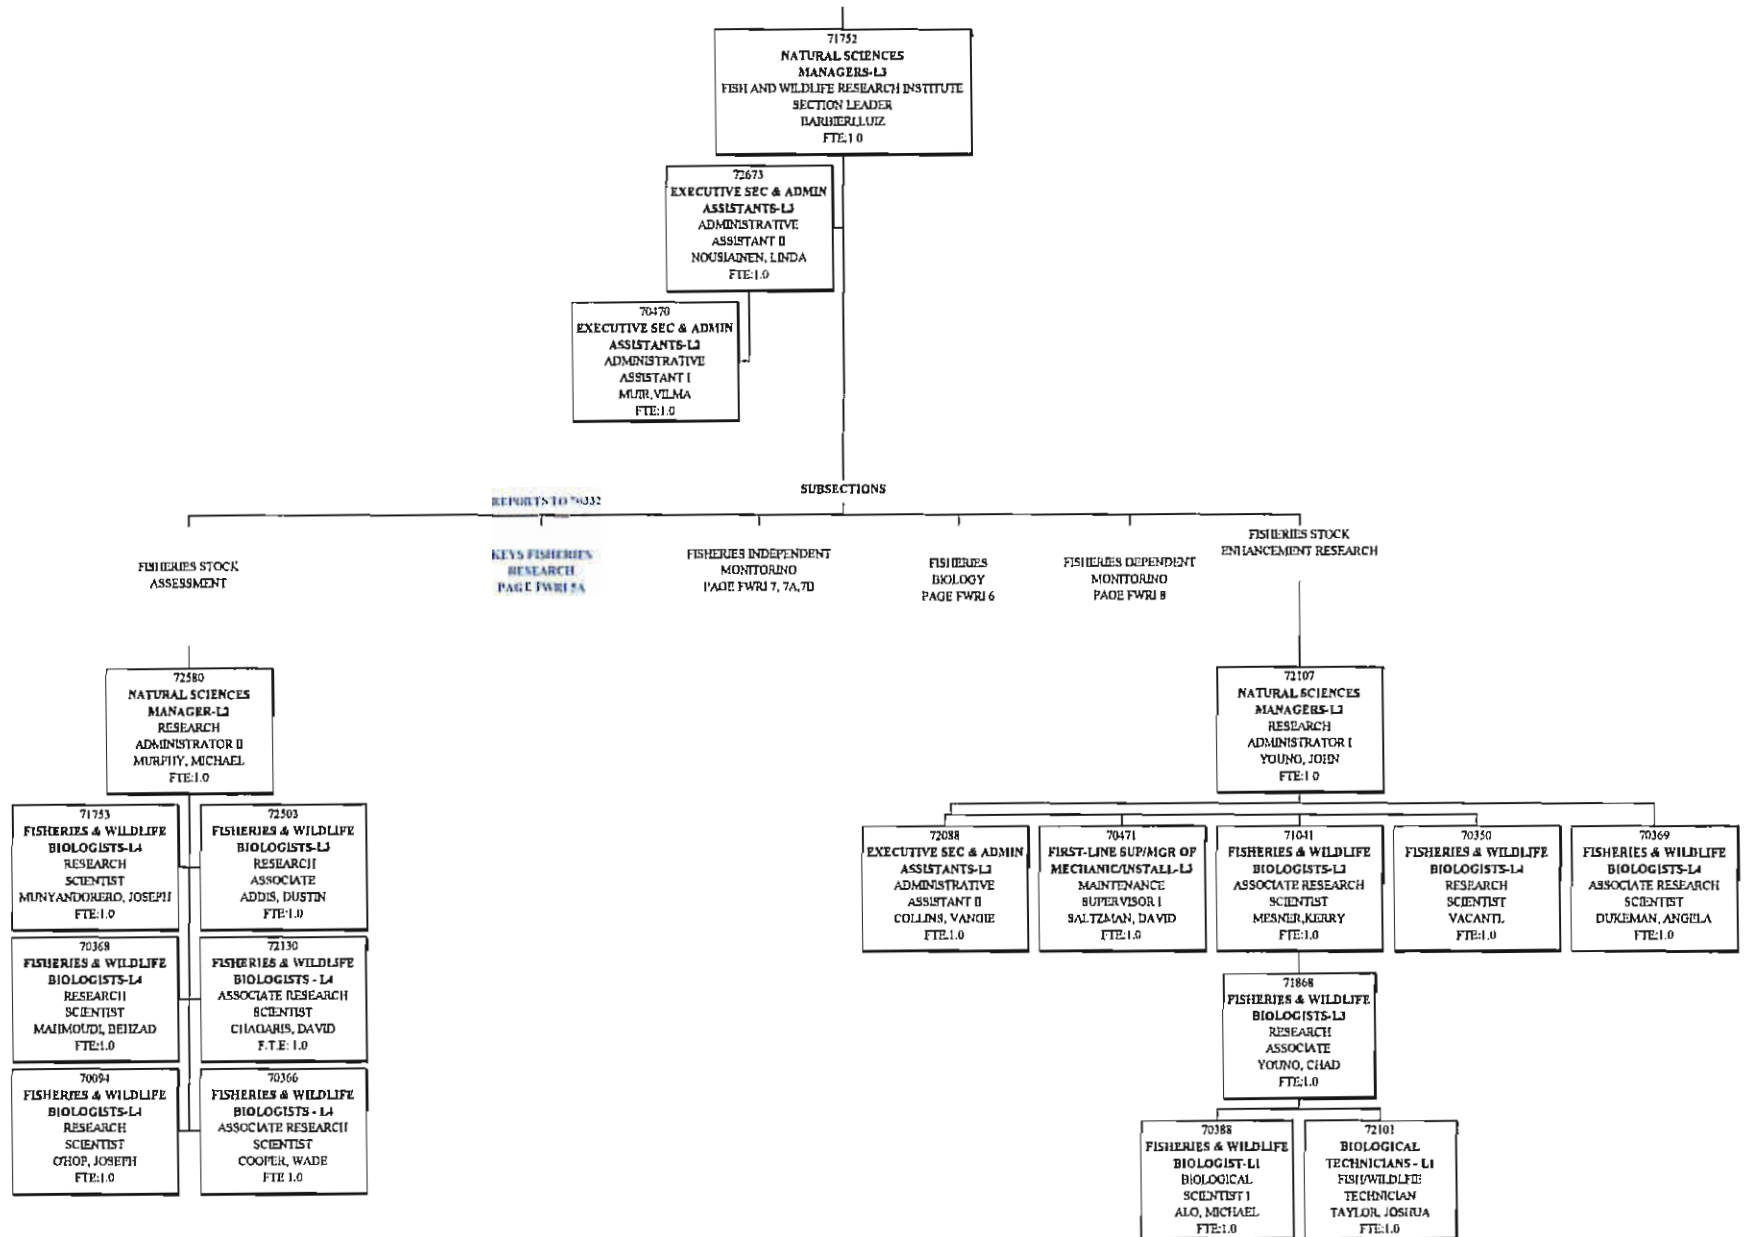 71752
NATURAL SCIENCES
MANAGERS-L3
FISH AND WILDLIFE RESEARCH INSTITUTE
SECTION LEADER
BARBIERI,LUIZ
FTE:1.0
72673
EXECUTIVE SEC & ADMIN
ASSISTANTS-L3
ADMINISTRATIVE
ASSISTANT II
NOUSIAINEN, LINDA
FTE:1.0
70470
EXECUTIVE SEC & ADMIN
ASSISTANTS-L2
ADMINISTRATIVE
ASSISTANT I
MUIR,VILMA
FTE:1.0
SUBSECTIONS
REPORTS TO 70332
FISHERIES STOCK
ASSESSMENT
KEYS FISHERIES
RESEARCH
PAGE FWRI 5A
FISHERIES INDEPENDENT
MONITORING
PAGE FWRI 7, 7A,7B
FISHERIES
BIOLOGY
PAGE FWRI 6
FISHERIES DEPENDENT
MONITORING
PAGE FWRI 8
FISHERIES STOCK
ENHANCEMENT RESEARCH
72580
NATURAL SCIENCES
MANAGER-L2
RESEARCH
ADMINISTRATOR II
MURPHY, MICHAEL
FTE:1.0
71753
FISHERIES & WILDLIFE
BIOLOGISTS-L4
RESEARCH
SCIENTIST
MUNYANDORERO, JOSEPH
FTE:1.0
72503
FISHERIES & WILDLIFE
BIOLOGISTS-L3
RESEARCH
ASSOCIATE
ADDIS, DUSTIN
FTE:1.0
70368
FISHERIES & WILDLIFE
BIOLOGISTS-L4
RESEARCH
SCIENTIST
MAHMOUDI, BEHZAD
FTE:1.0
72130
FISHERIES & WILDLIFE
BIOLOGISTS - L4
ASSOCIATE RESEARCH
SCIENTIST
CHAGARIS, DAVID
F.T.E: 1.0
70094
FISHERIES & WILDLIFE
BIOLOGISTS-L4
RESEARCH
SCIENTIST
O'HOP, JOSEPH
FTE:1.0
70366
FISHERIES & WILDLIFE
BIOLOGISTS - L4
ASSOCIATE RESEARCH
SCIENTIST
COOPER, WADE
FTE 1.0
72107
NATURAL SCIENCES
MANAGERS-L2
RESEARCH
ADMINISTRATOR I
YOUNG, JOHN
FTE:1.0
72088
EXECUTIVE SEC & ADMIN
ASSISTANTS-L3
ADMINISTRATIVE
ASSISTANT II
COLLINS, VANGIE
FTE.1.0
70471
FIRST-LINE SUP/MGR OF
MECHANIC/INSTALL-L3
MAINTENANCE
SUPERVISOR I
SALTZMAN, DAVID
FTE:1.0
71041
FISHERIES & WILDLIFE
BIOLOGISTS-L3
ASSOCIATE RESEARCH
SCIENTIST
MESNER,KERRY
FTE:1.0
70350
FISHERIES & WILDLIFE
BIOLOGISTS-L4
RESEARCH
SCIENTIST
VACANT,
FTE:1.0
70369
FISHERIES & WILDLIFE
BIOLOGISTS-L4
ASSOCIATE RESEARCH
SCIENTIST
DUKEMAN, ANGELA
FTE:1.0
71868
FISHERIES & WILDLIFE
BIOLOGISTS-L3
RESEARCH
ASSOCIATE
YOUNG, CHAD
FTE:1.0
70388
FISHERIES & WILDLIFE
BIOLOGIST-L1
BIOLOGICAL
SCIENTIST I
ALO, MICHAEL
FTE:1.0
72101
BIOLOGICAL
TECHNICIANS - L1
FISH/WILDLIFE
TECHNICIAN
TAYLOR, JOSHUA
FTE:1.0